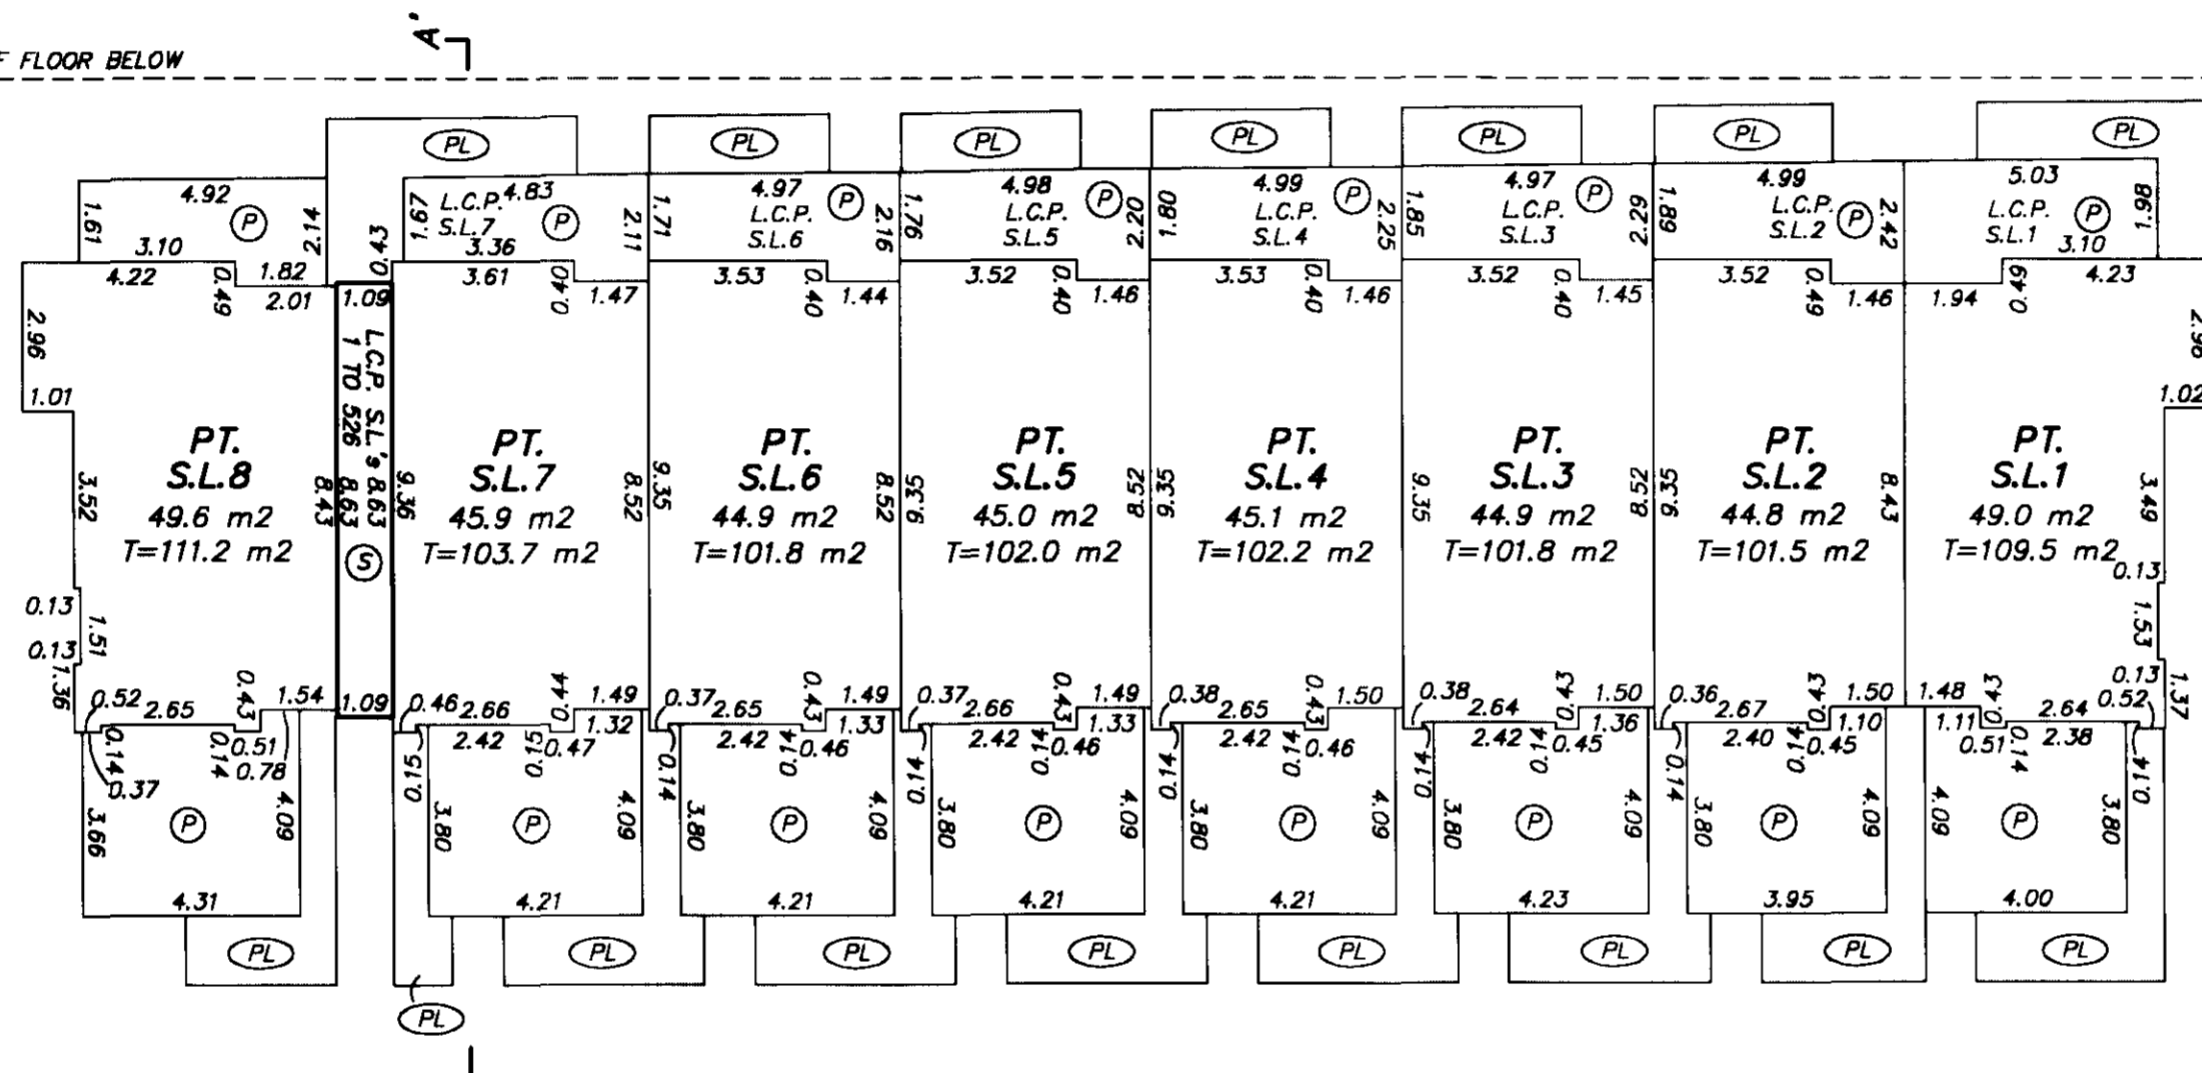 A'
F FLOOR BELOW
PL PL PL PL PL PL PL
4.92 P 1.61 2.14 3.10 1.82
0.43
1.67 L.C.P. 4.83 S.L.7 P 2.11 3.36
1.71 4.97 L.C.P. S.L.6 P 2.16
1.76 4.98 L.C.P. S.L.5 P 2.20
1.80 4.99 L.C.P. S.L.4 P 2.25
1.85 4.97 L.C.P. S.L.3 P 2.29
1.89 4.99 L.C.P. S.L.2 P 2.42
5.03 L.C.P. S.L.1 P 1.98 3.10
4.22 0.49 2.01 1.09 3.61 0.40 1.47 3.53 0.40 1.44 3.52 0.40 1.46 3.53 0.40 1.46 3.52 0.40 1.45 3.52 0.49 1.46 1.94 0.49 4.23
2.96 2.96
1.01 1.02
L.C.P. S.L.'s 8.63
1 TO 526 8.63
S
PT.
S.L.8
49.6 m2
T=111.2 m2
3.52 8.43
PT.
S.L.7
45.9 m2
T=103.7 m2
9.36 8.52
PT.
S.L.6
44.9 m2
T=101.8 m2
9.35 8.52
PT.
S.L.5
45.0 m2
T=102.0 m2
9.35 8.52
PT.
S.L.4
45.1 m2
T=102.2 m2
9.35
PT.
S.L.3
44.9 m2
T=101.8 m2
9.35 8.52
PT.
S.L.2
44.8 m2
T=101.5 m2
9.35 8.43
PT.
S.L.1
49.0 m2
T=109.5 m2
3.49
0.13 1.51 0.13 1.36
0.13 1.53 0.13 0.52 1.37
0.52 2.65 0.43 1.54 1.09
0.46 2.66 0.44 1.49
0.37 2.65 0.43 1.49
0.37 2.66 0.43 1.49
0.38 2.65 0.43 1.50
0.38 2.64 0.43 1.50
0.36 2.67 0.43 1.50
1.48 0.43 2.64
0.14 0.37 0.14 0.51 0.78 3.66 P 4.09 4.31
0.15 2.42 0.15 0.47 1.32 3.80 P 4.09 4.21
0.14 2.42 0.14 0.46 1.33 3.80 P 4.09 4.21
0.14 2.42 0.14 0.46 1.33 3.80 P 4.09 4.21
0.14 2.42 0.14 0.46 3.80 P 4.09 4.21
0.14 2.42 0.14 0.45 1.36 3.80 P 4.09 4.23
0.14 2.40 0.14 0.45 1.10 3.80 P 4.09 3.95
1.11 0.51 0.14 2.38 0.14 4.09 P 3.80 4.00
PL PL PL PL PL PL PL PL
PL